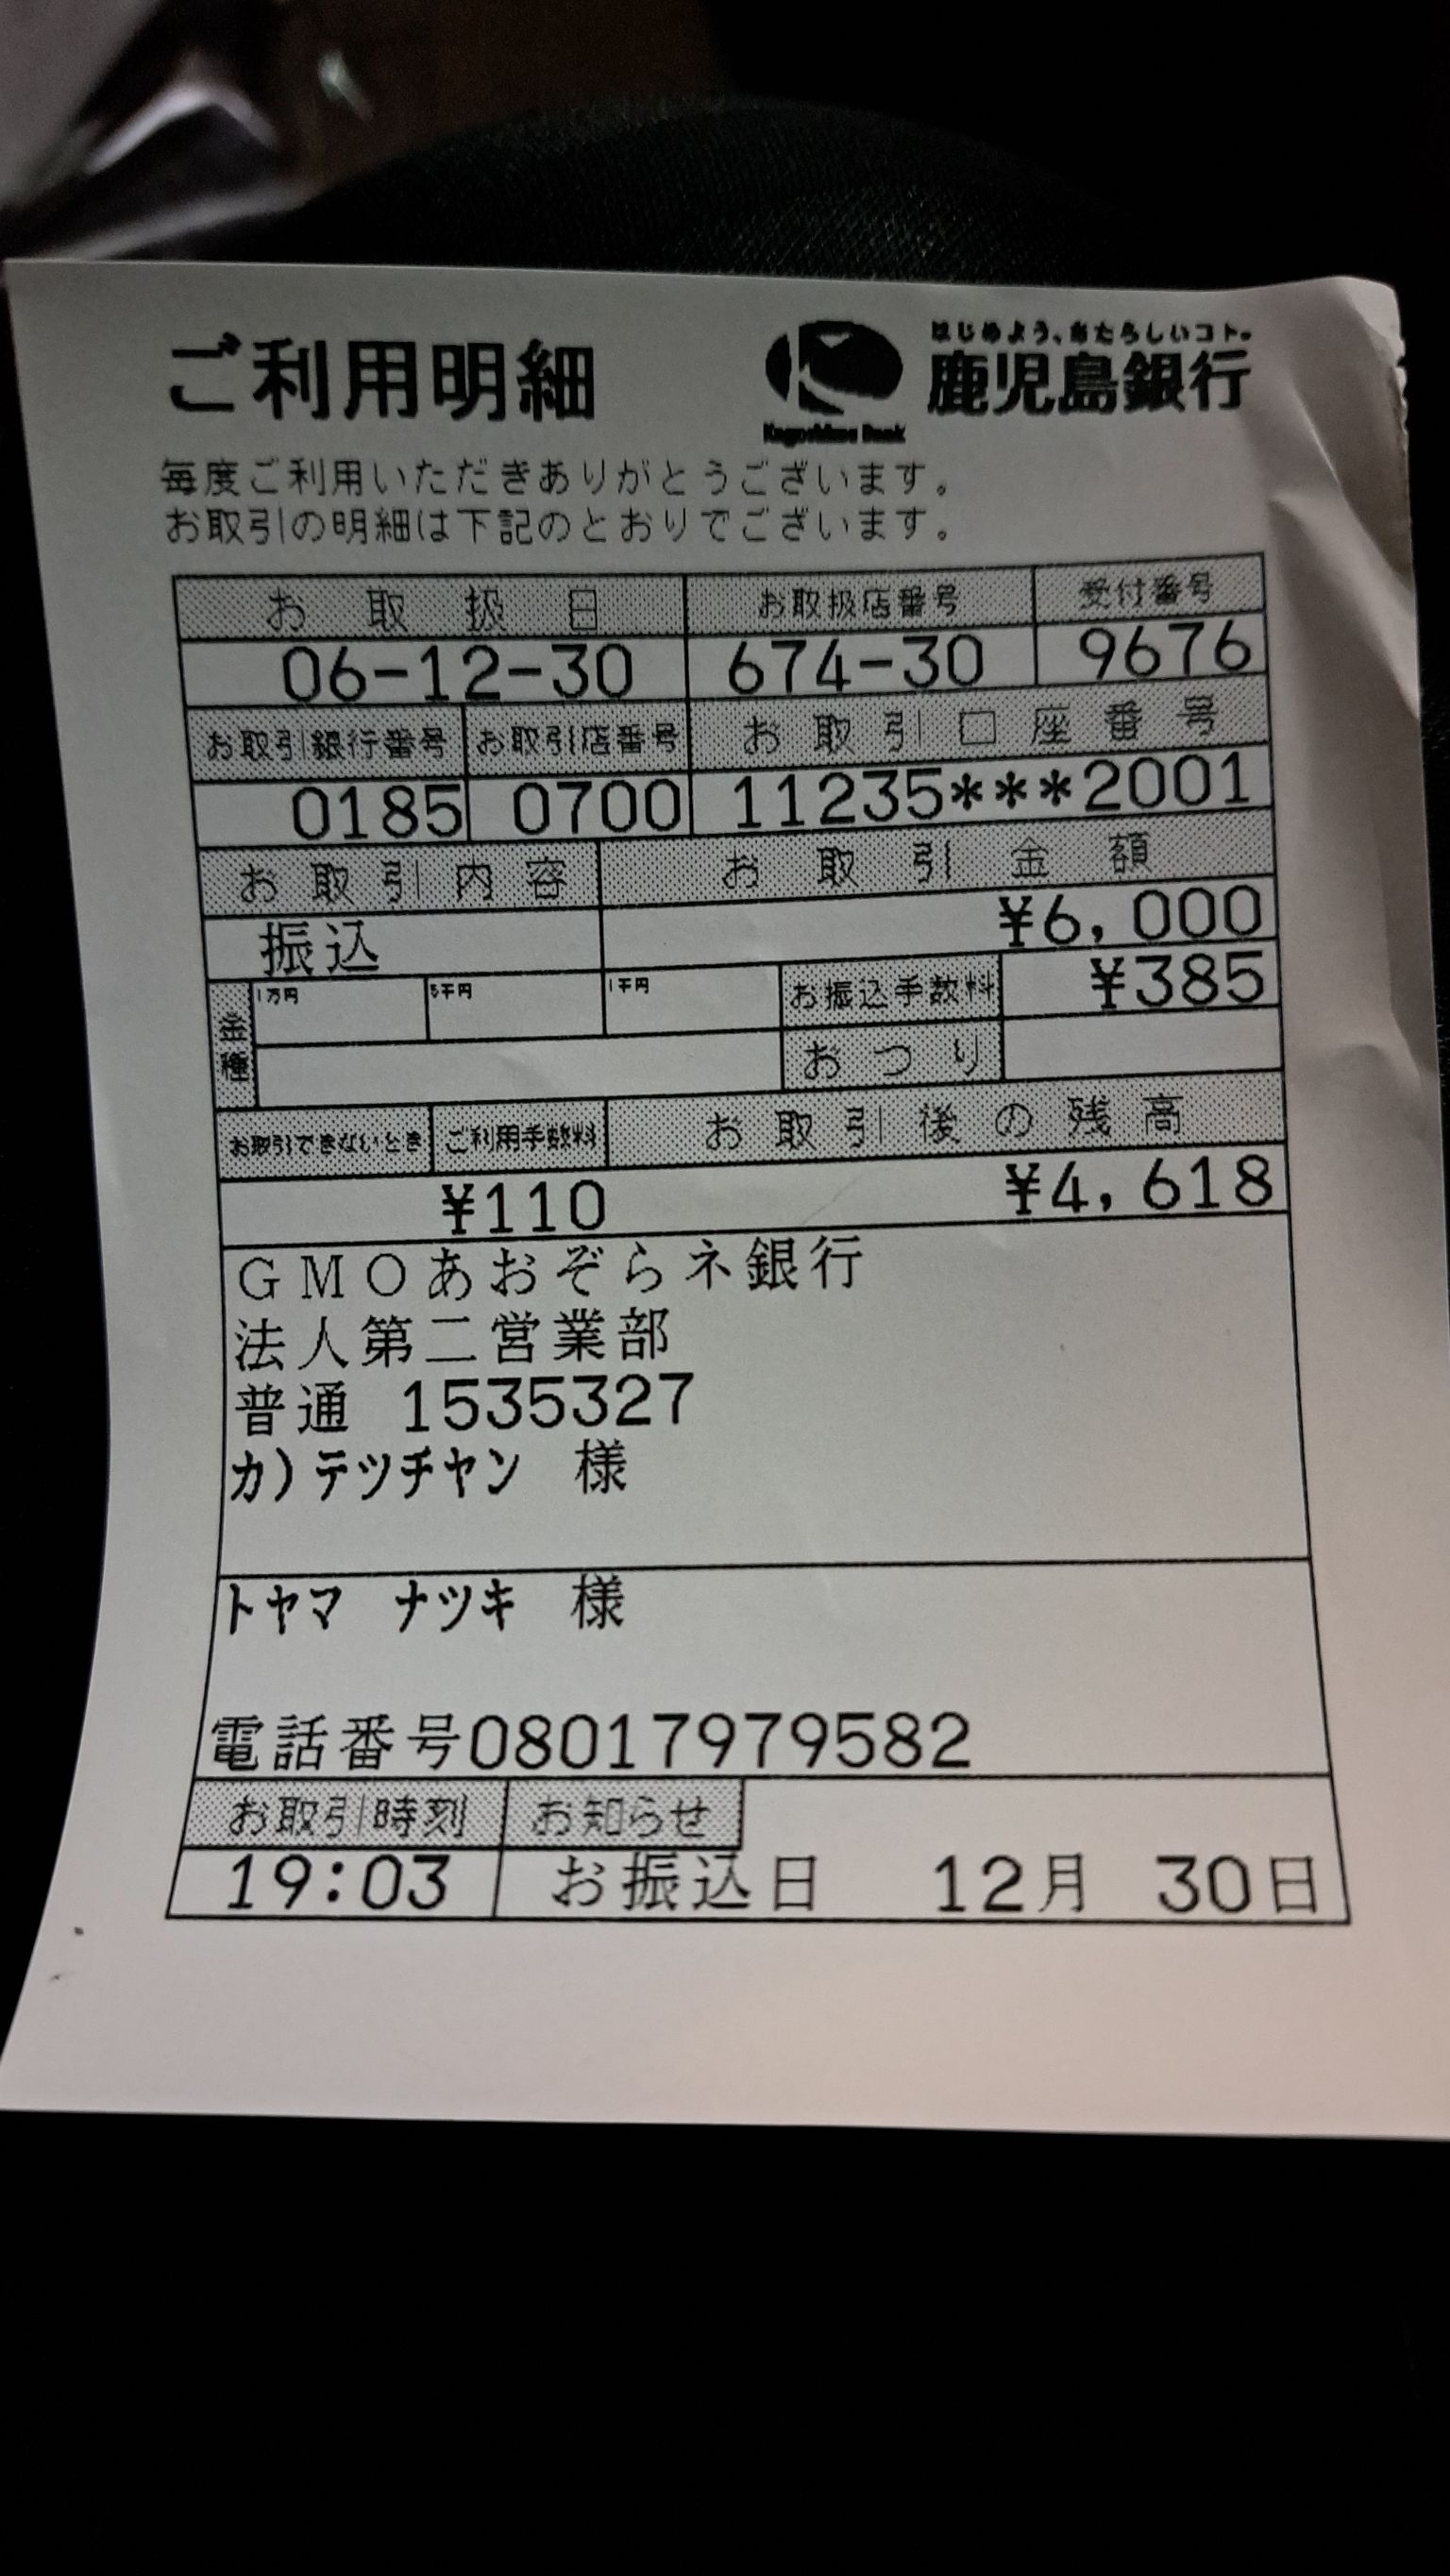 ご利用明細
はじめよう、あたらしいコト。
鹿児島銀行
Kagoshima Bank
毎度ご利用いただきありがとうございます。
お取引の明細は下記のとおりでございます。
お取扱日 お取扱店番号 受付番号
06-12-30 674-30 9676
お取引銀行番号 お取引店番号 お取引口座番号
0185 0700 11235***2001
お取引内容 お取引金額
振込 ¥6,000
金種 1万円 5千円 1千円 お振込手数料 ¥385
おつり
お取引できないとき ご利用手数料 お取引後の残高
¥110 ¥4,618
GMOあおぞらネ銀行
法人第二営業部
普通 1535327
カ)テツチヤン 様
トヤマ ナツキ 様
電話番号08017979582
お取引時刻 お知らせ
19:03 お振込日 12月 30日